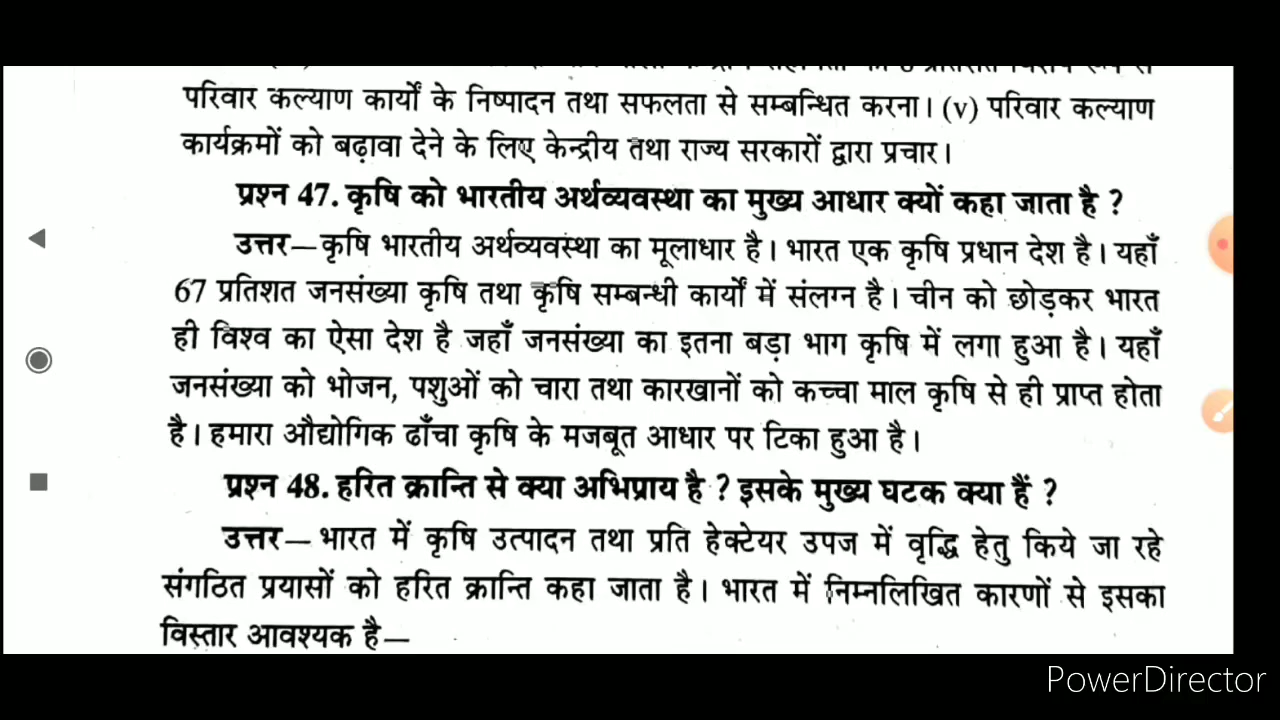 परिवार कल्याण कार्यों के निष्पादन तथा सफलता से सम्बन्धित करना। (v) परिवार कल्याण
कार्यक्रमों को बढ़ावा देने के लिए केन्द्रीय तथा राज्य सरकारों द्वारा प्रचार।
प्रश्न 47. कृषि को भारतीय अर्थव्यवस्था का मुख्य आधार क्यों कहा जाता है ?
उत्तर—कृषि भारतीय अर्थव्यवस्था का मूलाधार है। भारत एक कृषि प्रधान देश है। यहाँ
67 प्रतिशत जनसंख्या कृषि तथा कृषि सम्बन्धी कार्यों में संलग्न है। चीन को छोड़कर भारत
ही विश्व का ऐसा देश है जहाँ जनसंख्या का इतना बड़ा भाग कृषि में लगा हुआ है। यहाँ
जनसंख्या को भोजन, पशुओं को चारा तथा कारखानों को कच्चा माल कृषि से ही प्राप्त होता
है। हमारा औद्योगिक ढाँचा कृषि के मजबूत आधार पर टिका हुआ है।
प्रश्न 48. हरित क्रान्ति से क्या अभिप्राय है ? इसके मुख्य घटक क्या हैं ?
उत्तर—भारत में कृषि उत्पादन तथा प्रति हेक्टेयर उपज में वृद्धि हेतु किये जा रहे
संगठित प्रयासों को हरित क्रान्ति कहा जाता है। भारत में निम्नलिखित कारणों से इसका
विस्तार आवश्यक है—
PowerDirector